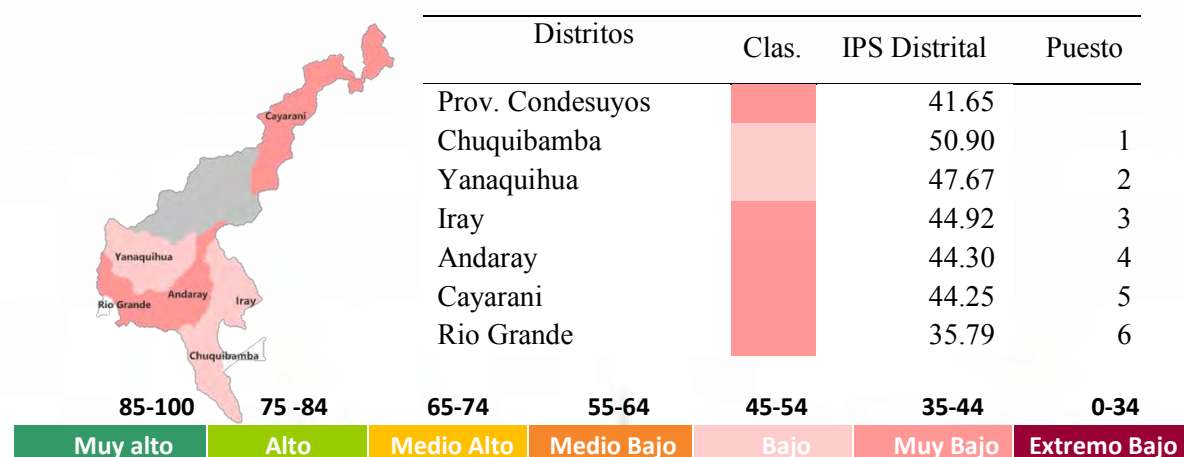 Distritos Clas. IPS Distrital Puesto
Prov. Condesuyos 41.65
Chuquibamba 50.90 1
Yanaquihua 47.67 2
Iray 44.92 3
Andaray 44.30 4
Cayarani 44.25 5
Rio Grande 35.79 6
Cayarani
Yanaquihua
Rio Grande
Andaray
Iray
Chuquibamba
85-100 75 -84 65-74 55-64 45-54 35-44 0-34
Muy alto Alto Medio Alto Medio Bajo Bajo Muy Bajo Extremo Bajo